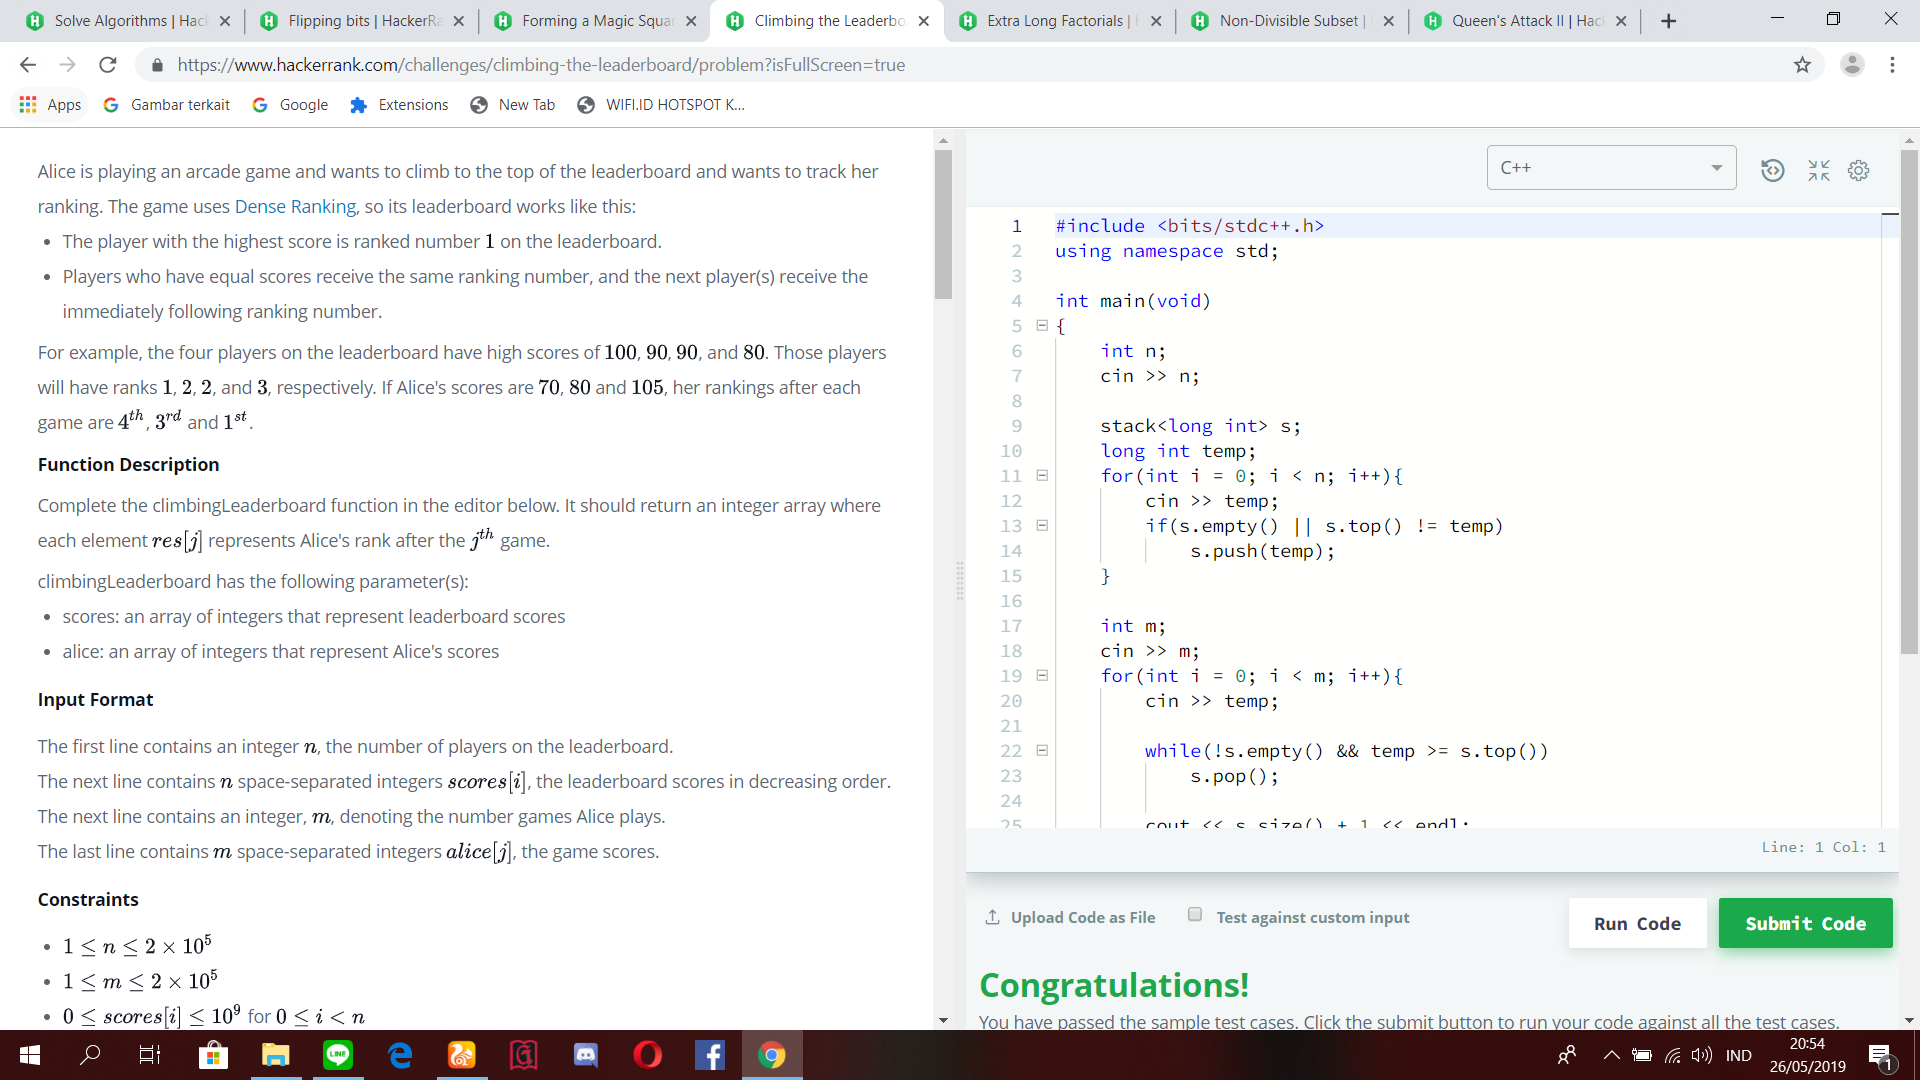 Solve Algorithms | Hack
Flipping bits | HackerRa
Forming a Magic Squar
Climbing the Leaderbo
Extra Long Factorials |
Non-Divisible Subset |
Queen's Attack II | Hac
https://www.hackerrank.com/challenges/climbing-the-leaderboard/problem?isFullScreen=true
Apps
Gambar terkait
Google
Extensions
New Tab
WIFI.ID HOTSPOT K...
Alice is playing an arcade game and wants to climb to the top of the leaderboard and wants to track her
ranking. The game uses Dense Ranking, so its leaderboard works like this:
• The player with the highest score is ranked number 1 on the leaderboard.
• Players who have equal scores receive the same ranking number, and the next player(s) receive the
immediately following ranking number.
For example, the four players on the leaderboard have high scores of 100, 90, 90, and 80. Those players
will have ranks 1, 2, 2, and 3, respectively. If Alice's scores are 70, 80 and 105, her rankings after each
game are 4th, 3rd and 1st.
Function Description
Complete the climbingLeaderboard function in the editor below. It should return an integer array where
each element res[j] represents Alice's rank after the jth game.
climbingLeaderboard has the following parameter(s):
• scores: an array of integers that represent leaderboard scores
• alice: an array of integers that represent Alice's scores
Input Format
The first line contains an integer n, the number of players on the leaderboard.
The next line contains n space-separated integers scores[i], the leaderboard scores in decreasing order.
The next line contains an integer, m, denoting the number games Alice plays.
The last line contains m space-separated integers alice[j], the game scores.
Constraints
• 1 ≤ n ≤ 2 × 10⁵
• 1 ≤ m ≤ 2 × 10⁵
• 0 ≤ scores[i] ≤ 10⁹ for 0 ≤ i < n
C++
1 #include <bits/stdc++.h>
2 using namespace std;
3
4 int main(void)
5 {
6     int n;
7     cin >> n;
8
9     stack<long int> s;
10     long int temp;
11     for(int i = 0; i < n; i++){
12         cin >> temp;
13         if(s.empty() || s.top() != temp)
14             s.push(temp);
15     }
16
17     int m;
18     cin >> m;
19     for(int i = 0; i < m; i++){
20         cin >> temp;
21
22         while(!s.empty() && temp >= s.top())
23             s.pop();
24
25         cout << s.size() + 1 << endl;
Line: 1 Col: 1
Upload Code as File
Test against custom input
Run Code
Submit Code
Congratulations!
You have passed the sample test cases. Click the submit button to run your code against all the test cases.
LINE
IND
20:54
26/05/2019
1